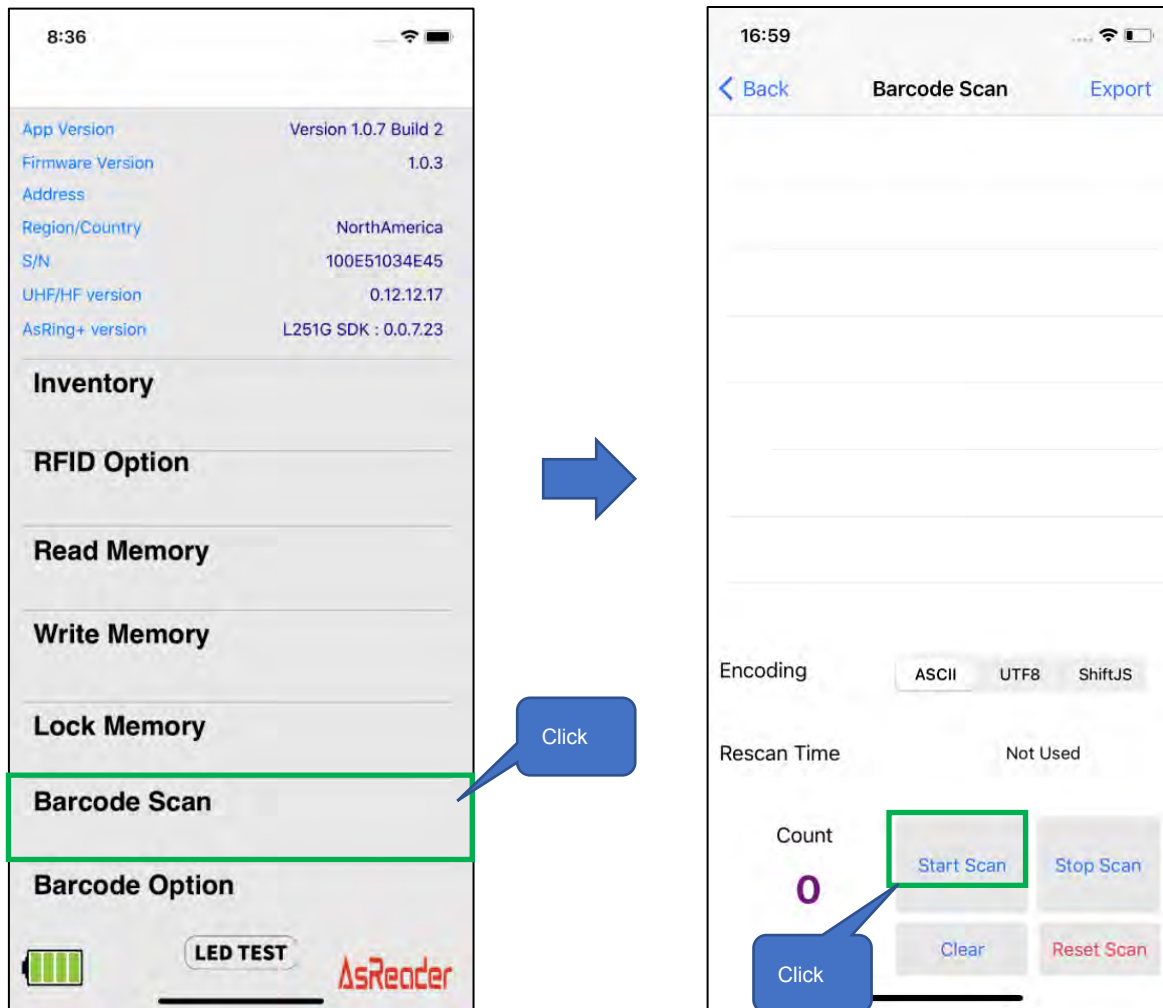 8:36
App Version Version 1.0.7 Build 2
Firmware Version 1.0.3
Address
Region/Country NorthAmerica
S/N 100E51034E45
UHF/HF version 0.12.12.17
AsRing+ version L251G SDK : 0.0.7.23
Inventory
RFID Option
Read Memory
Write Memory
Lock Memory
Barcode Scan
Barcode Option
LED TEST
AsReader
Click
16:59
Back Barcode Scan Export
Encoding ASCII UTF8 ShiftJS
Rescan Time Not Used
Count
0
Start Scan Stop Scan
Clear Reset Scan
Click